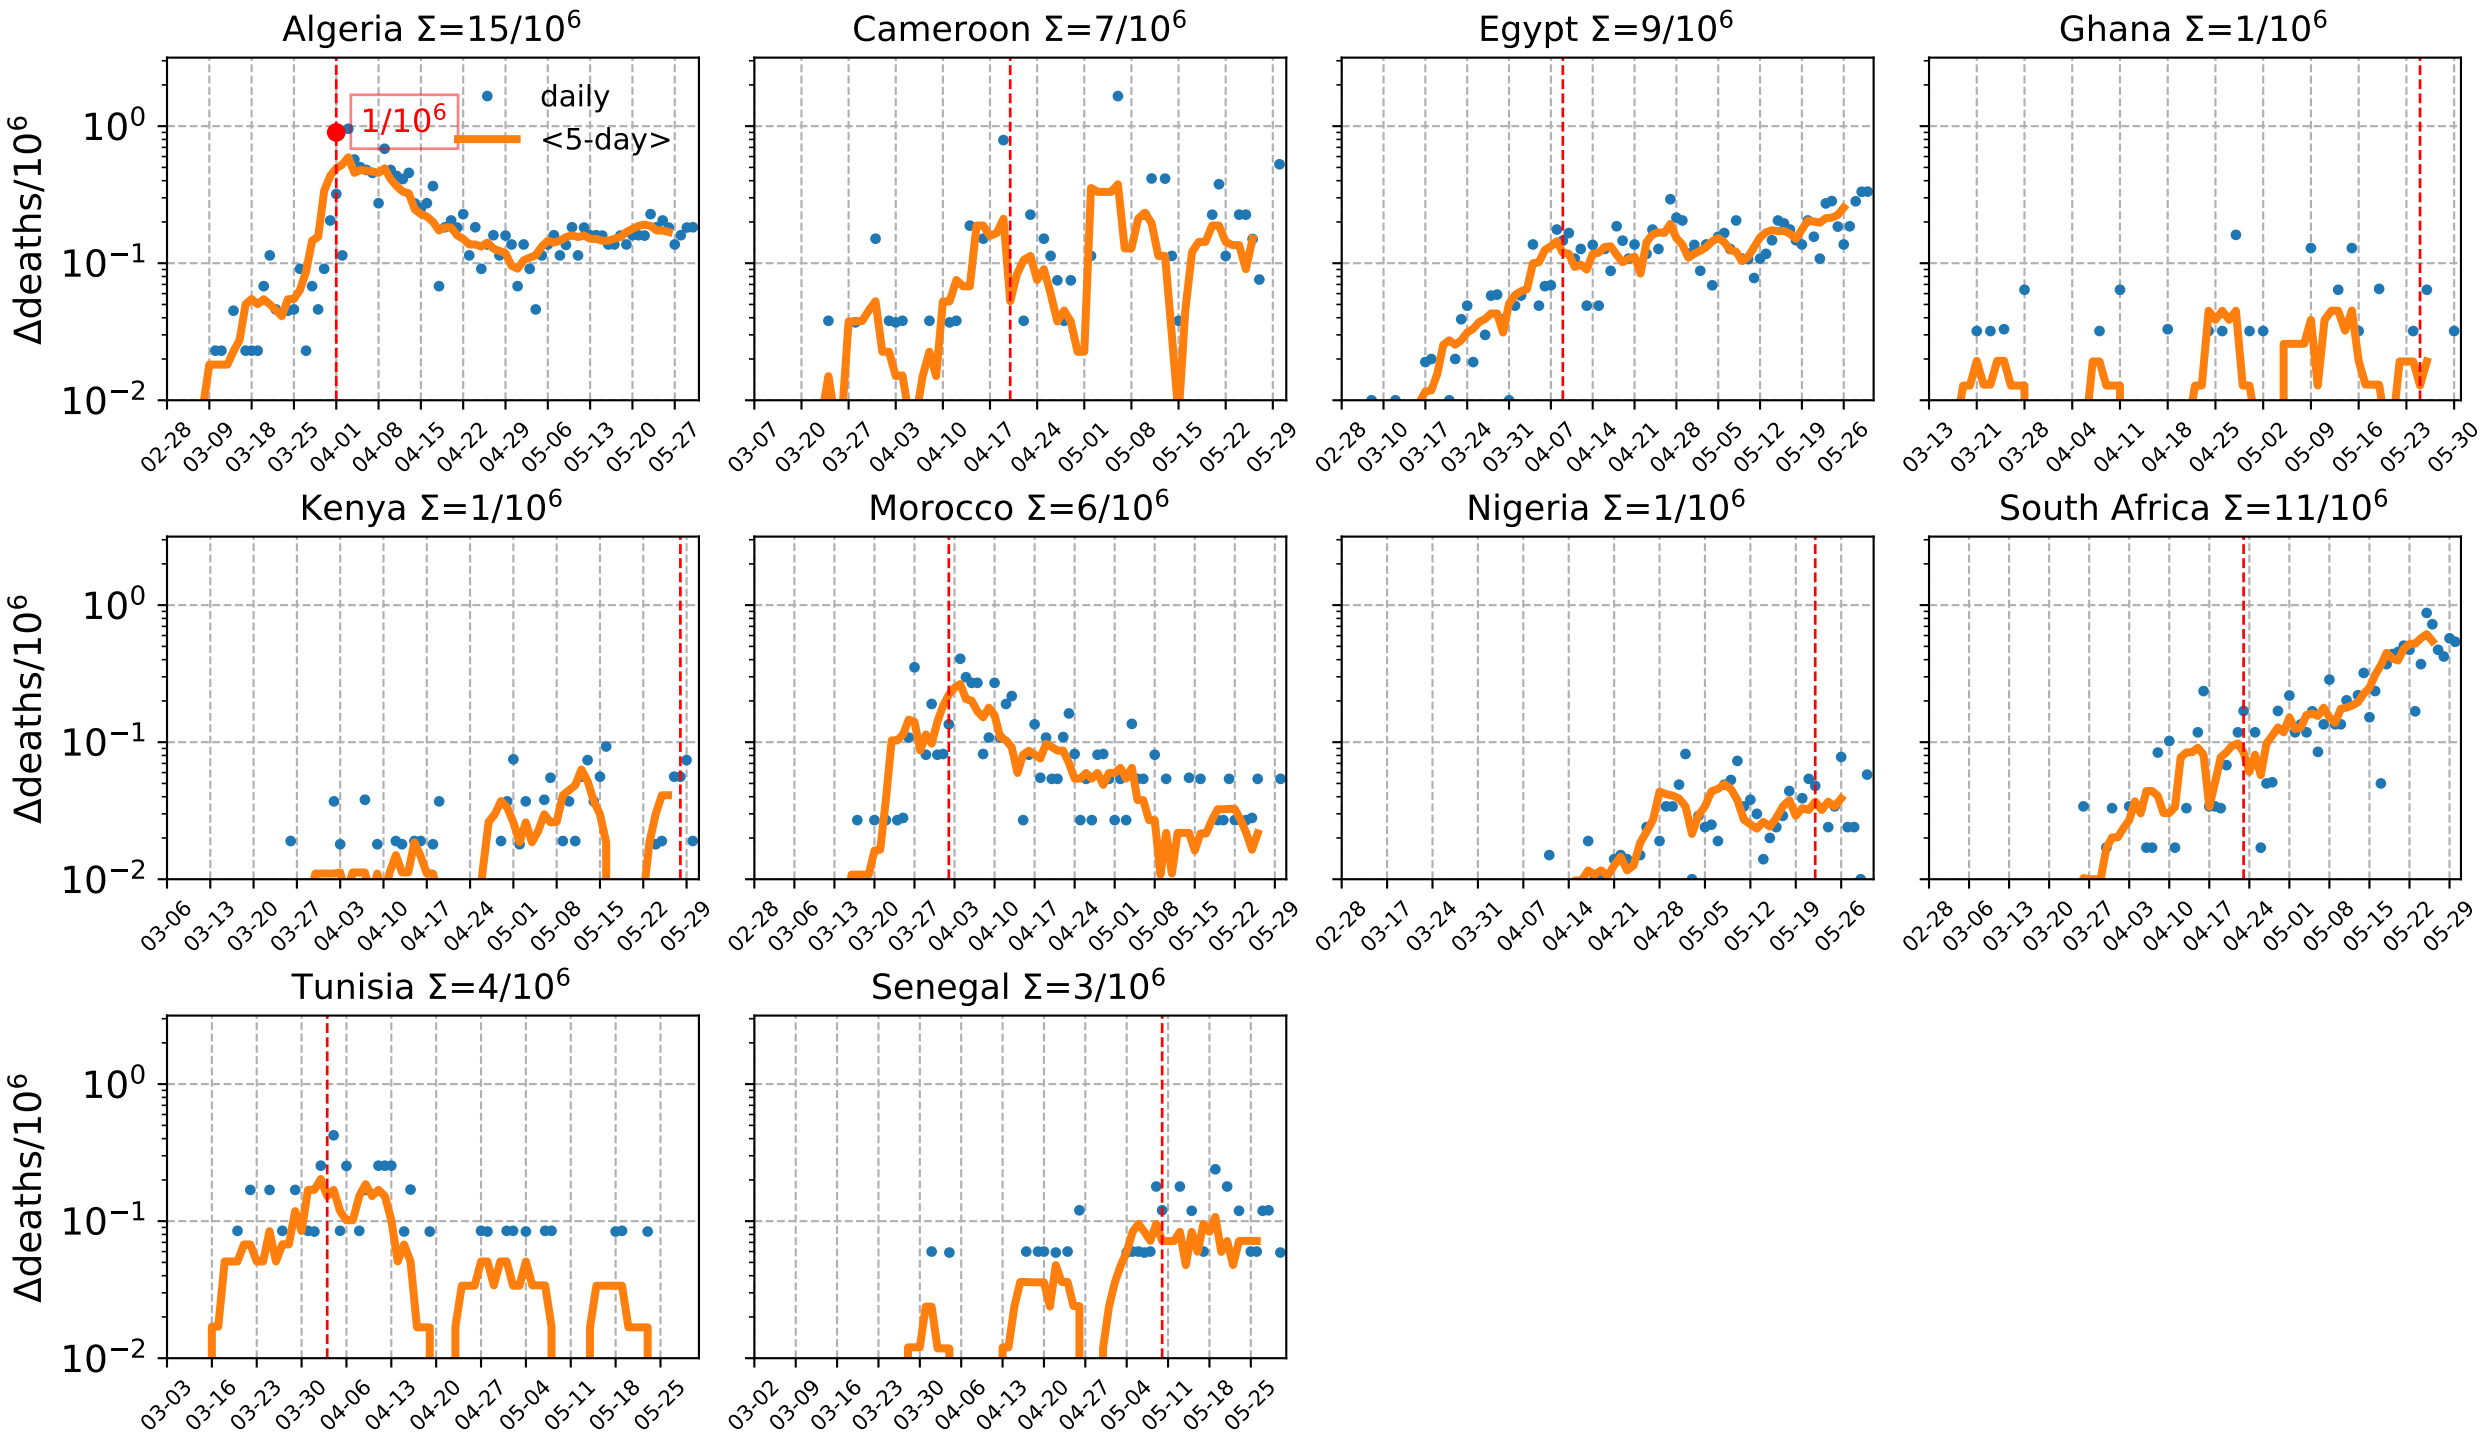 Algeria Σ=15/10⁶
Cameroon Σ=7/10⁶
Egypt Σ=9/10⁶
Ghana Σ=1/10⁶
Δdeaths/10⁶
10⁰
10⁻¹
10⁻²
1/10⁶
daily
<5-day>
02-28 03-09 03-18 03-25 04-01 04-08 04-15 04-22 04-29 05-06 05-13 05-20 05-27
03-07 03-20 03-27 04-03 04-10 04-17 04-24 05-01 05-08 05-15 05-22 05-29
02-28 03-10 03-17 03-24 03-31 04-07 04-14 04-21 04-28 05-05 05-12 05-19 05-26
03-13 03-21 03-28 04-04 04-11 04-18 04-25 05-02 05-09 05-16 05-23 05-30
Kenya Σ=1/10⁶
Morocco Σ=6/10⁶
Nigeria Σ=1/10⁶
South Africa Σ=11/10⁶
Δdeaths/10⁶
10⁰
10⁻¹
10⁻²
03-06 03-13 03-20 03-27 04-03 04-10 04-17 04-24 05-01 05-08 05-15 05-22 05-29
02-28 03-06 03-13 03-20 03-27 04-03 04-10 04-17 04-24 05-01 05-08 05-15 05-22 05-29
02-28 03-17 03-24 03-31 04-07 04-14 04-21 04-28 05-05 05-12 05-19 05-26
02-28 03-06 03-13 03-20 03-27 04-03 04-10 04-17 04-24 05-01 05-08 05-15 05-22 05-29
Tunisia Σ=4/10⁶
Senegal Σ=3/10⁶
Δdeaths/10⁶
10⁰
10⁻¹
10⁻²
03-03 03-16 03-23 03-30 04-06 04-13 04-20 04-27 05-04 05-11 05-18 05-25
03-02 03-09 03-16 03-23 03-30 04-06 04-13 04-20 04-27 05-04 05-11 05-18 05-25